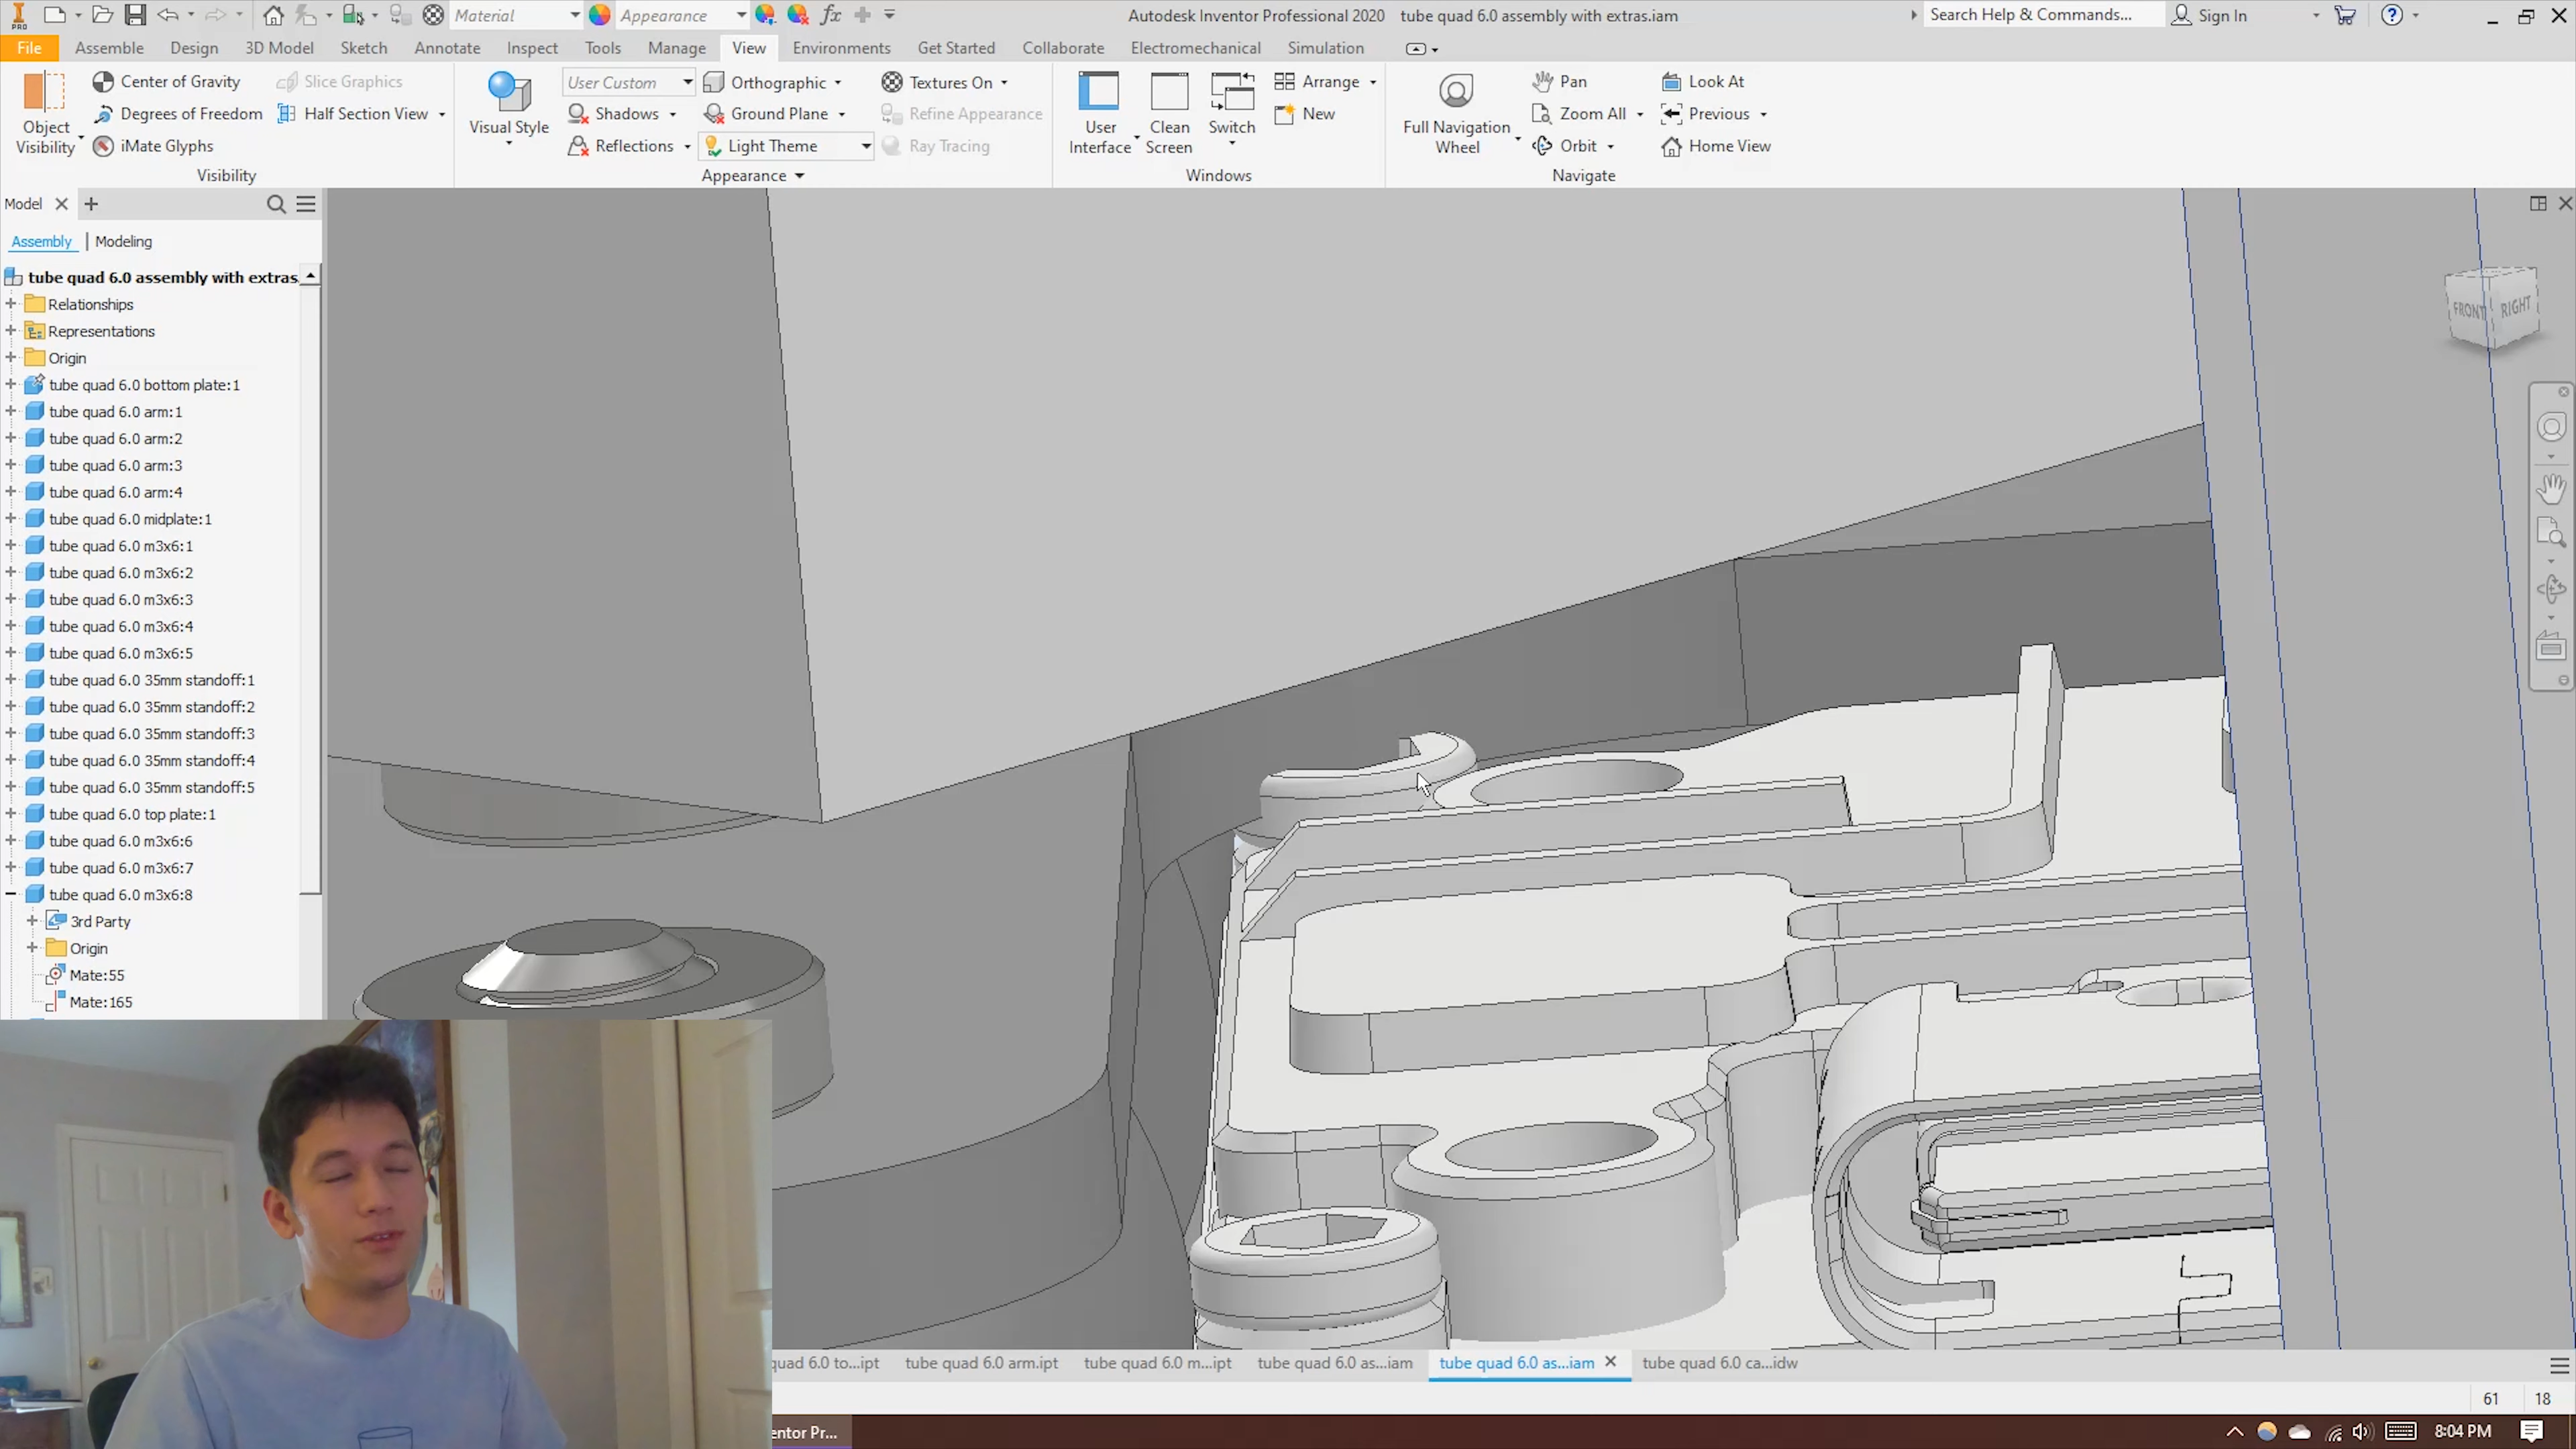 Material
Appearance
fx
Autodesk Inventor Professional 2020 tube quad 6.0 assembly with extras.iam
Search Help & Commands...
Sign In
PRO
File Assemble Design 3D Model Sketch Annotate Inspect Tools Manage View Environments Get Started Collaborate Electromechanical Simulation
Object Visibility
Center of Gravity
Degrees of Freedom
iMate Glyphs
Slice Graphics
Half Section View
Visibility
Visual Style
User Custom
Shadows
Reflections
Orthographic
Ground Plane
Light Theme
Textures On
Refine Appearance
Ray Tracing
Appearance
User Interface
Clean Screen
Switch
Arrange
New
Windows
Full Navigation Wheel
Pan
Zoom All
Orbit
Look At
Previous
Home View
Navigate
Model
Assembly Modeling
tube quad 6.0 assembly with extras.
Relationships
Representations
Origin
tube quad 6.0 bottom plate:1
tube quad 6.0 arm:1
tube quad 6.0 arm:2
tube quad 6.0 arm:3
tube quad 6.0 arm:4
tube quad 6.0 midplate:1
tube quad 6.0 m3x6:1
tube quad 6.0 m3x6:2
tube quad 6.0 m3x6:3
tube quad 6.0 m3x6:4
tube quad 6.0 m3x6:5
tube quad 6.0 35mm standoff:1
tube quad 6.0 35mm standoff:2
tube quad 6.0 35mm standoff:3
tube quad 6.0 35mm standoff:4
tube quad 6.0 35mm standoff:5
tube quad 6.0 top plate:1
tube quad 6.0 m3x6:6
tube quad 6.0 m3x6:7
tube quad 6.0 m3x6:8
3rd Party
Origin
Mate:55
Mate:165
FRONT RIGHT
quad 6.0 to...ipt tube quad 6.0 arm.ipt tube quad 6.0 m...ipt tube quad 6.0 as...iam tube quad 6.0 as...iam tube quad 6.0 ca...idw
61 18
entor Pr...
8:04 PM